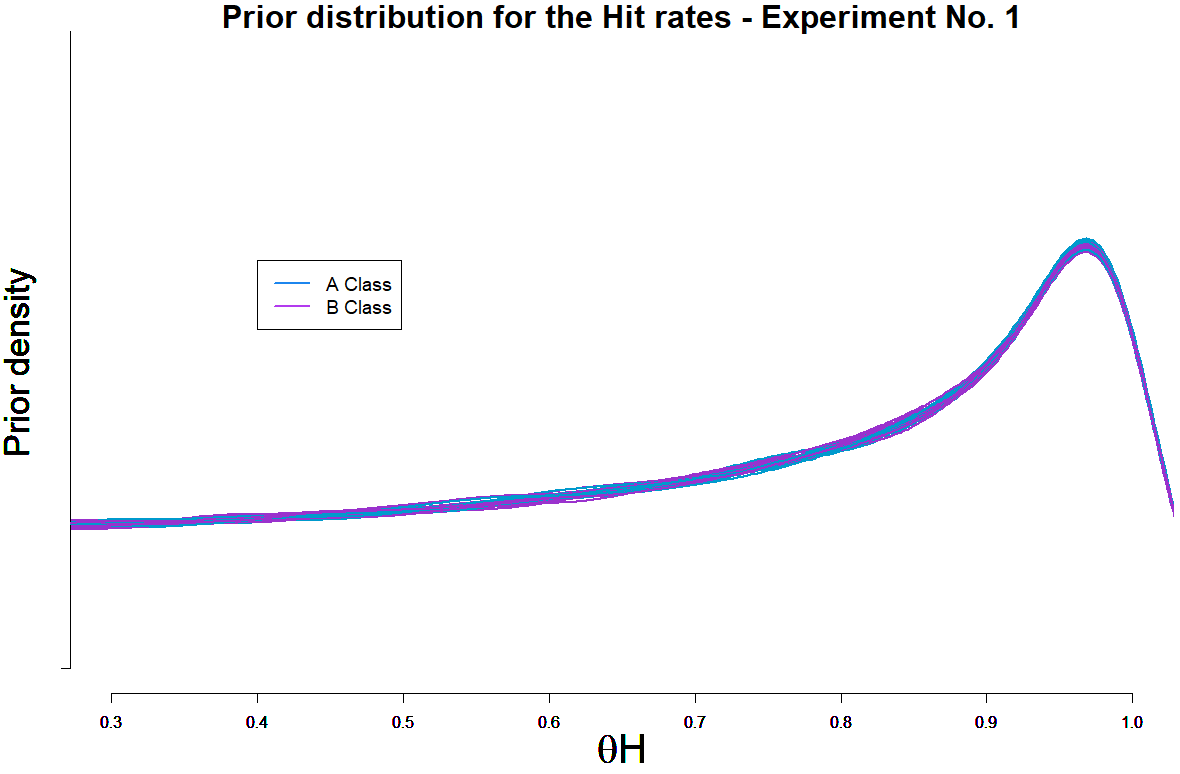 Prior distribution for the Hit rates - Experiment No. 1
Prior density
A Class
B Class
0.3 0.4 0.5 0.6 0.7 0.8 0.9 1.0
θH